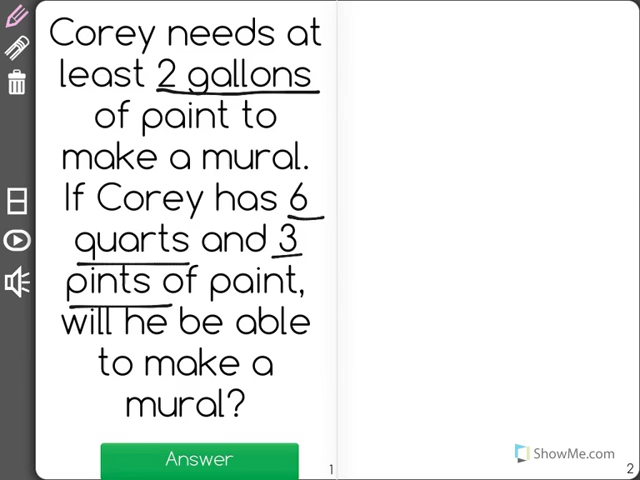 Corey needs at
least 2 gallons
of paint to
make a mural.
If Corey has 6
quarts and 3
pints of paint,
will he be able
to make a
mural?
Answer
1
ShowMe.com
2